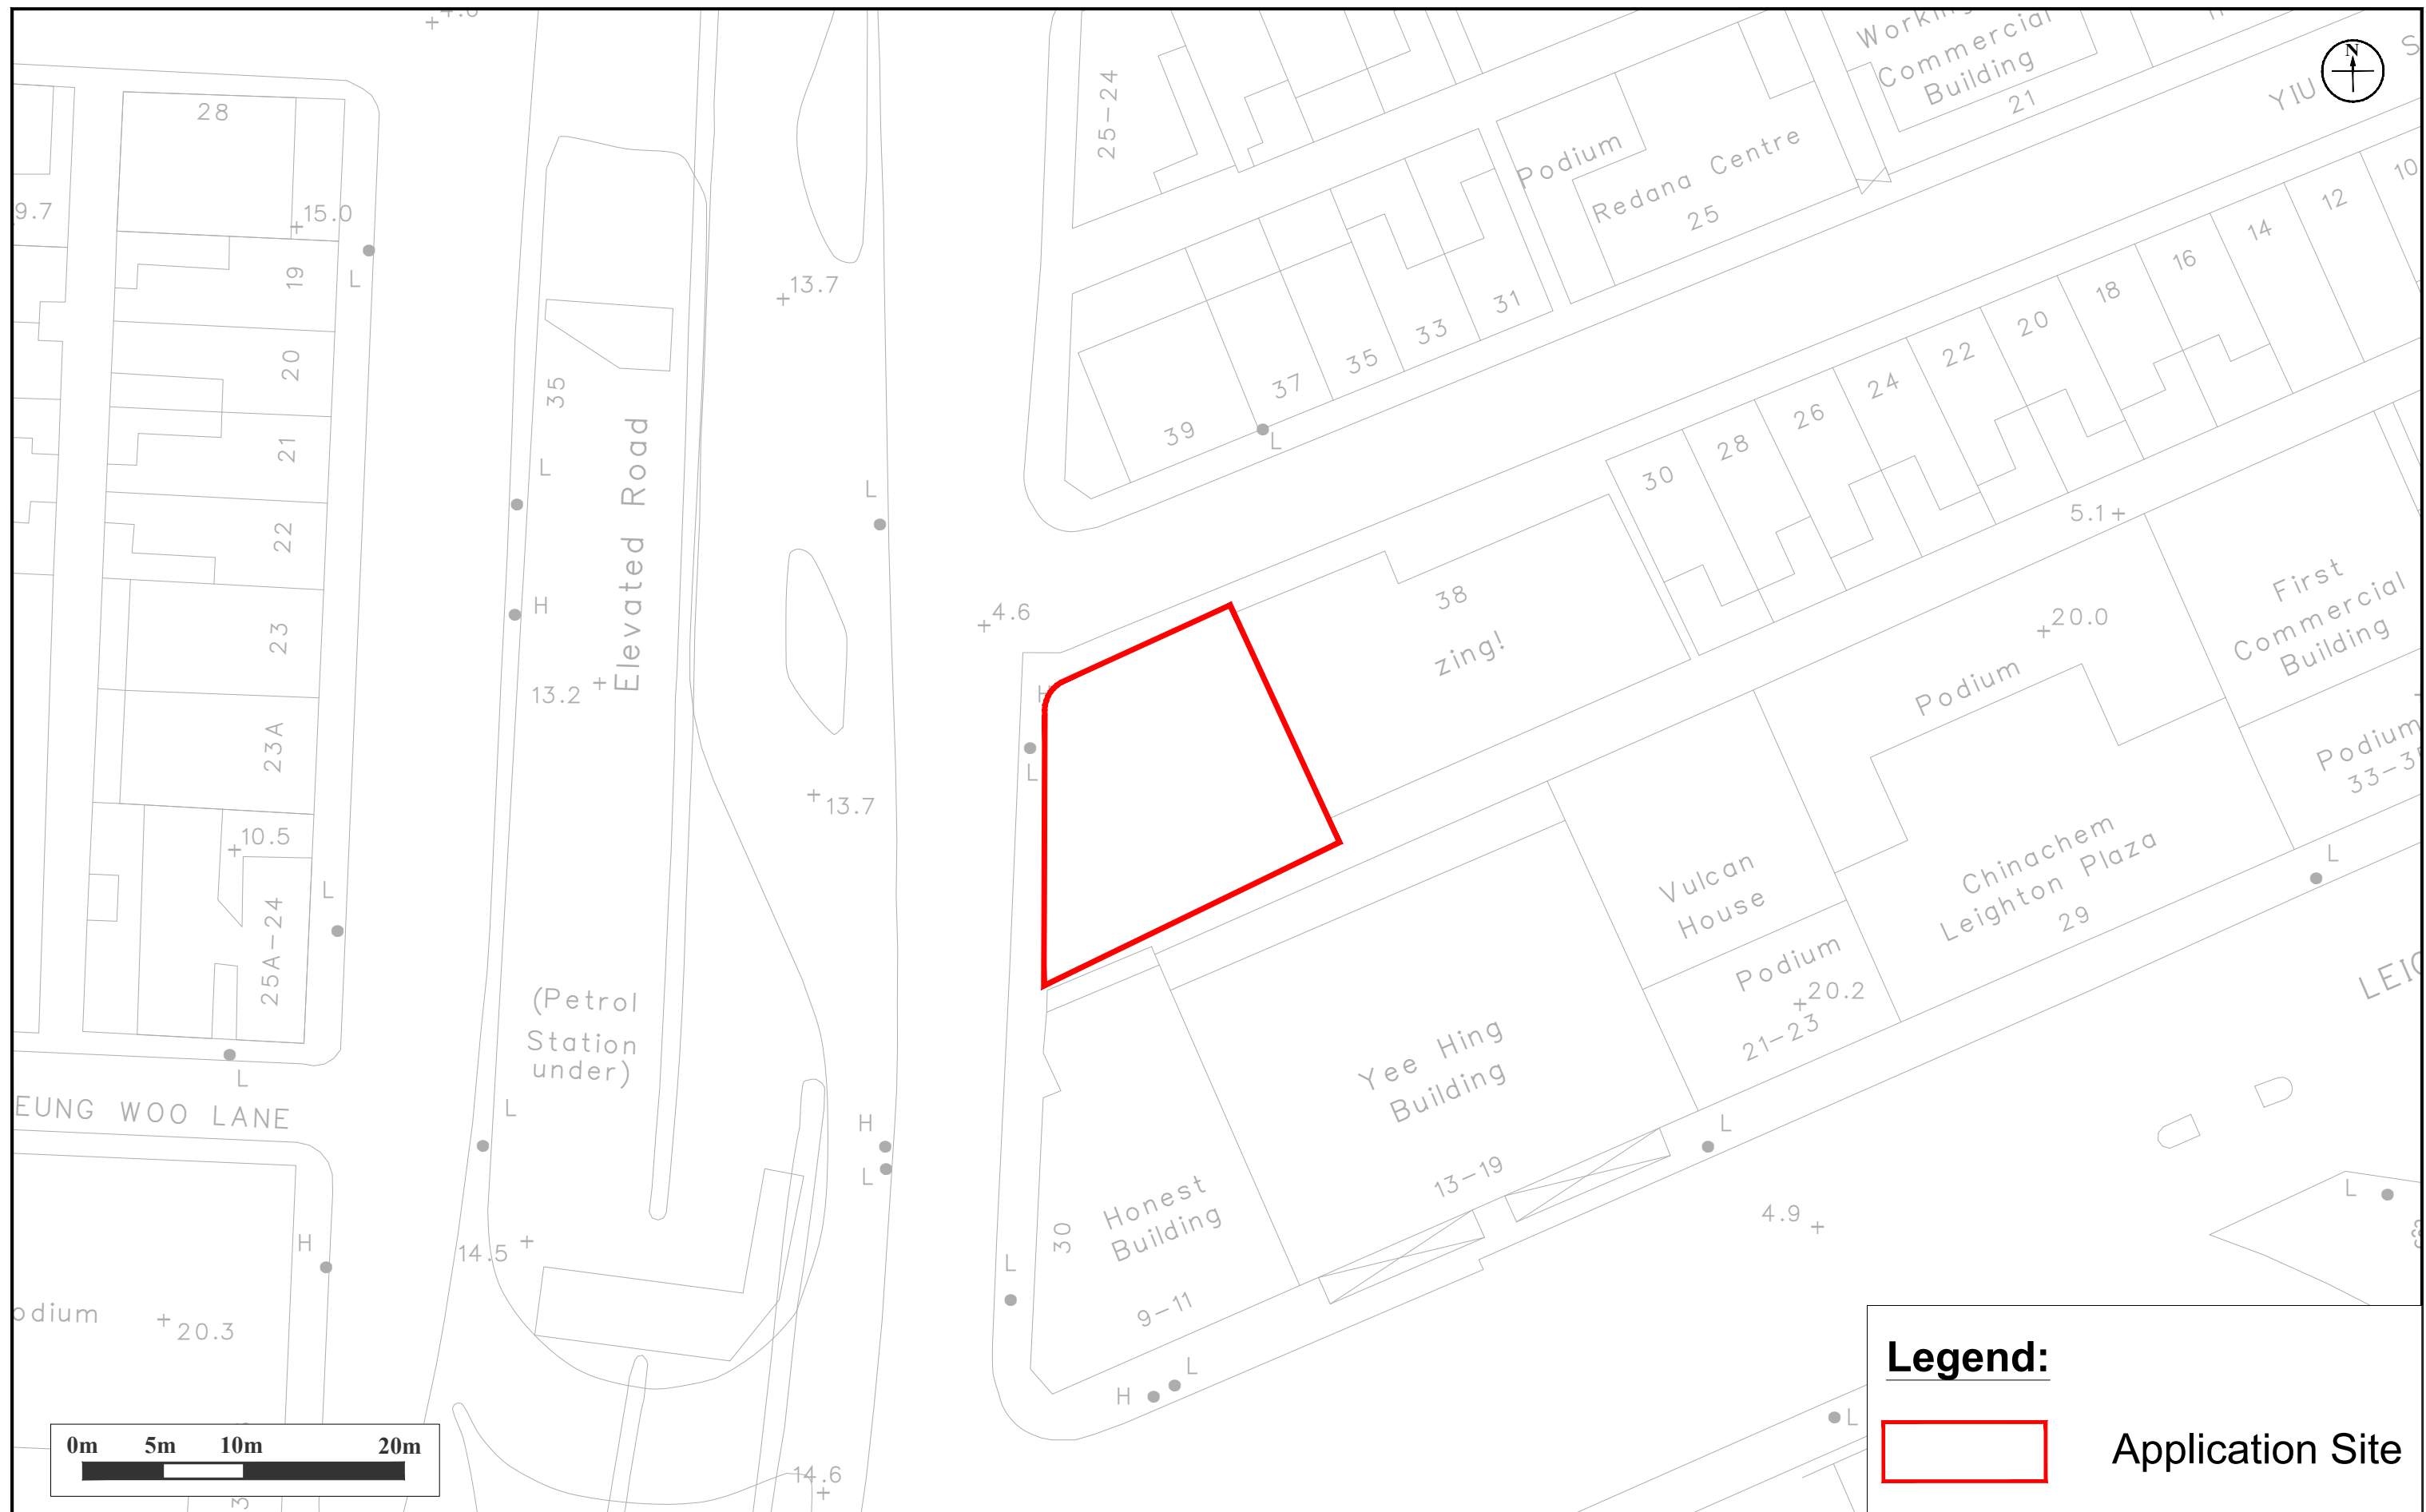 28
9.7
15.0
L
19
20
21
22
23
23A
10.5
L
25A-24
L
EUNG WOO LANE
H
odium
20.3
35
L
H
Elevated Road
13.2
(Petrol
Station
under)
L
14.5
13.7
L
13.7
H
L
14.6
25-24
Podium
Redana Centre
25
Commercial
Building
21
YIU
S
N
39
37
35
33
31
L
30
28
26
24
22
20
18
16
14
12
10
4.6
H
L
38
zing!
5.1
20.0
Podium
First
Commercial
Building
Podium
Vulcan
House
Chinachem
Leighton Plaza
29
L
Podium
20.2
21-23
Yee Hing
Building
13-19
L
4.9
L
LEIG
Honest
Building
30
9-11
L
H
L
L
0m 5m 10m 20m
Legend:
Application Site